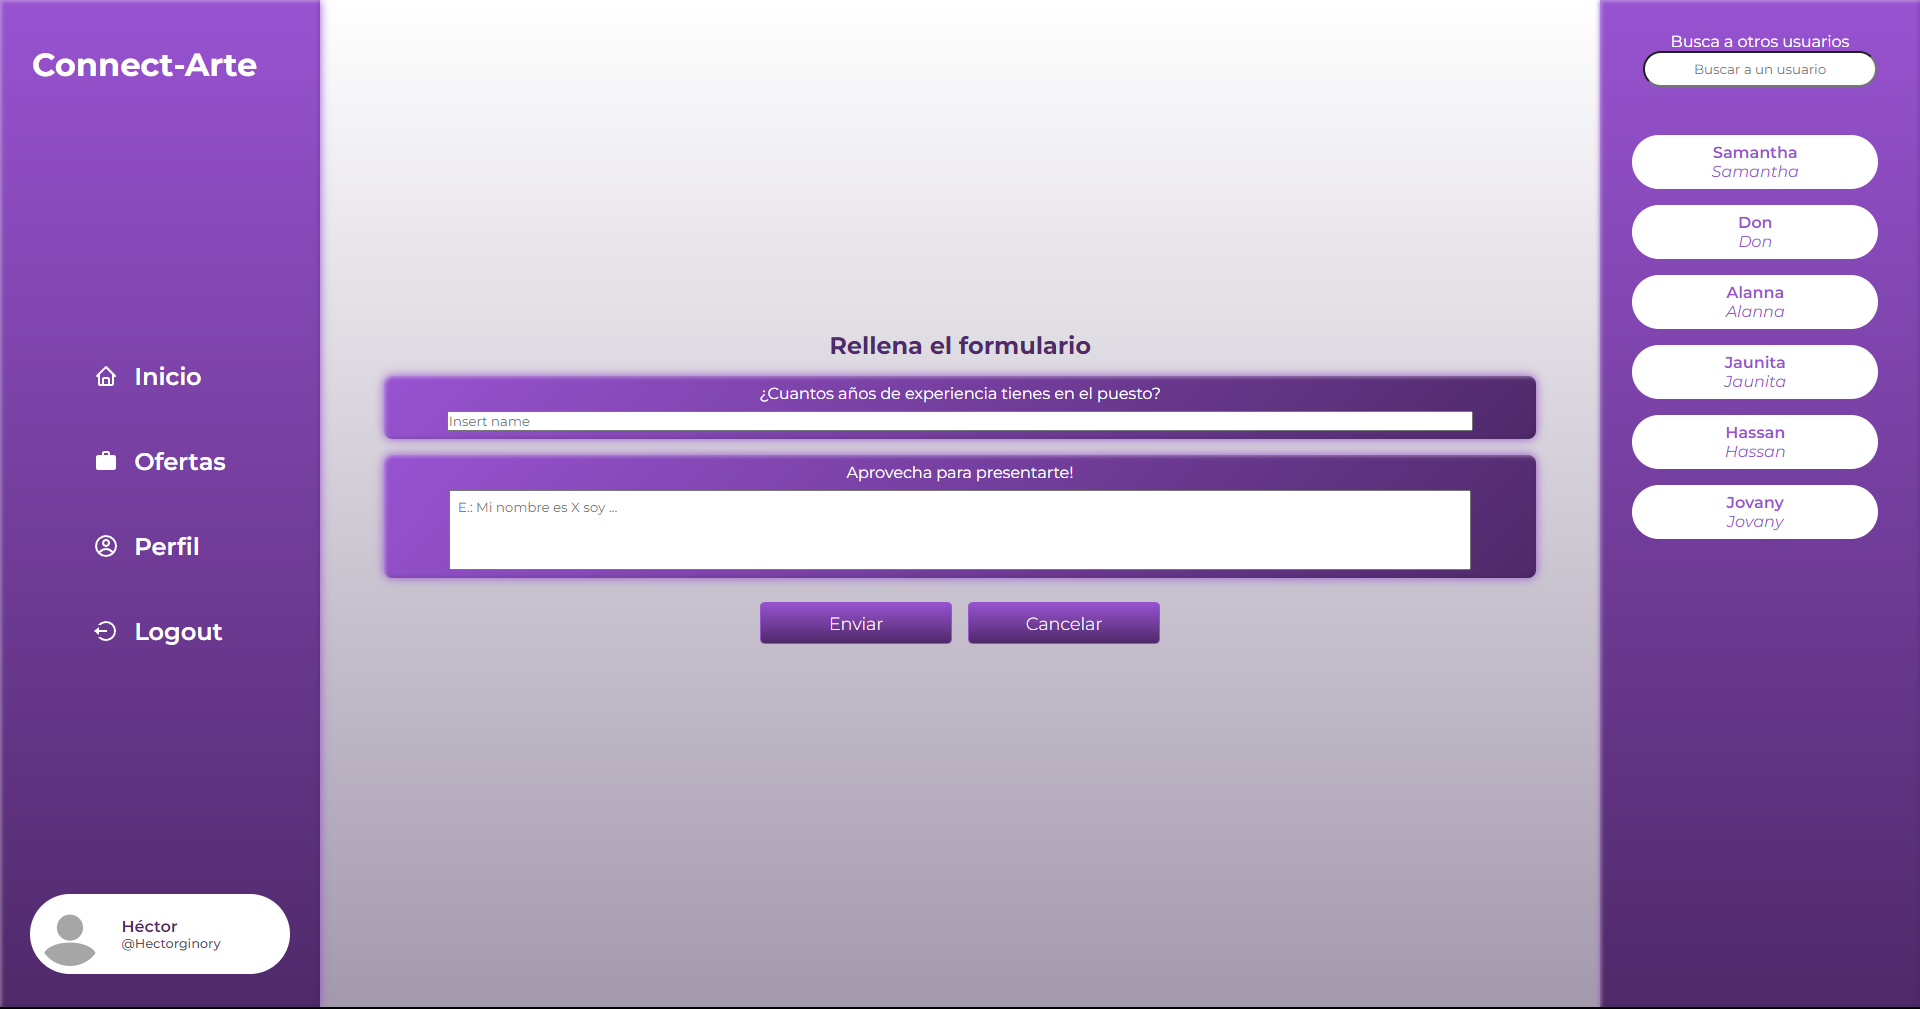 Connect-Arte
Inicio
Ofertas
Perfil
Logout
Héctor
@Hectorginory
Rellena el formulario
¿Cuantos años de experiencia tienes en el puesto?
Insert name
Aprovecha para presentarte!
E.: Mi nombre es X soy ...
Enviar
Cancelar
Busca a otros usuarios
Buscar a un usuario
Samantha
Samantha
Don
Don
Alanna
Alanna
Jaunita
Jaunita
Hassan
Hassan
Jovany
Jovany